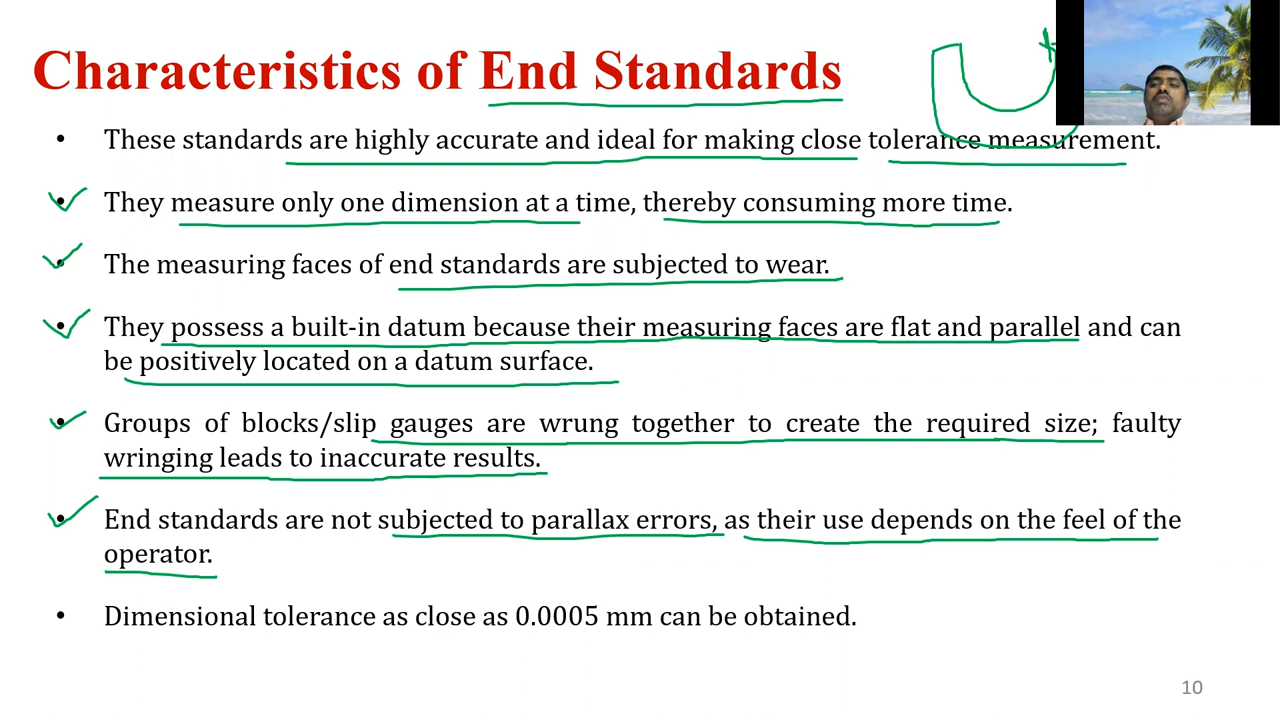 Characteristics of End Standards
• These standards are highly accurate and ideal for making close tolerance measurement.
• They measure only one dimension at a time, thereby consuming more time.
• The measuring faces of end standards are subjected to wear.
• They possess a built-in datum because their measuring faces are flat and parallel and can
be positively located on a datum surface.
• Groups of blocks/slip gauges are wrung together to create the required size; faulty
wringing leads to inaccurate results.
• End standards are not subjected to parallax errors, as their use depends on the feel of the
operator.
• Dimensional tolerance as close as 0.0005 mm can be obtained.
10